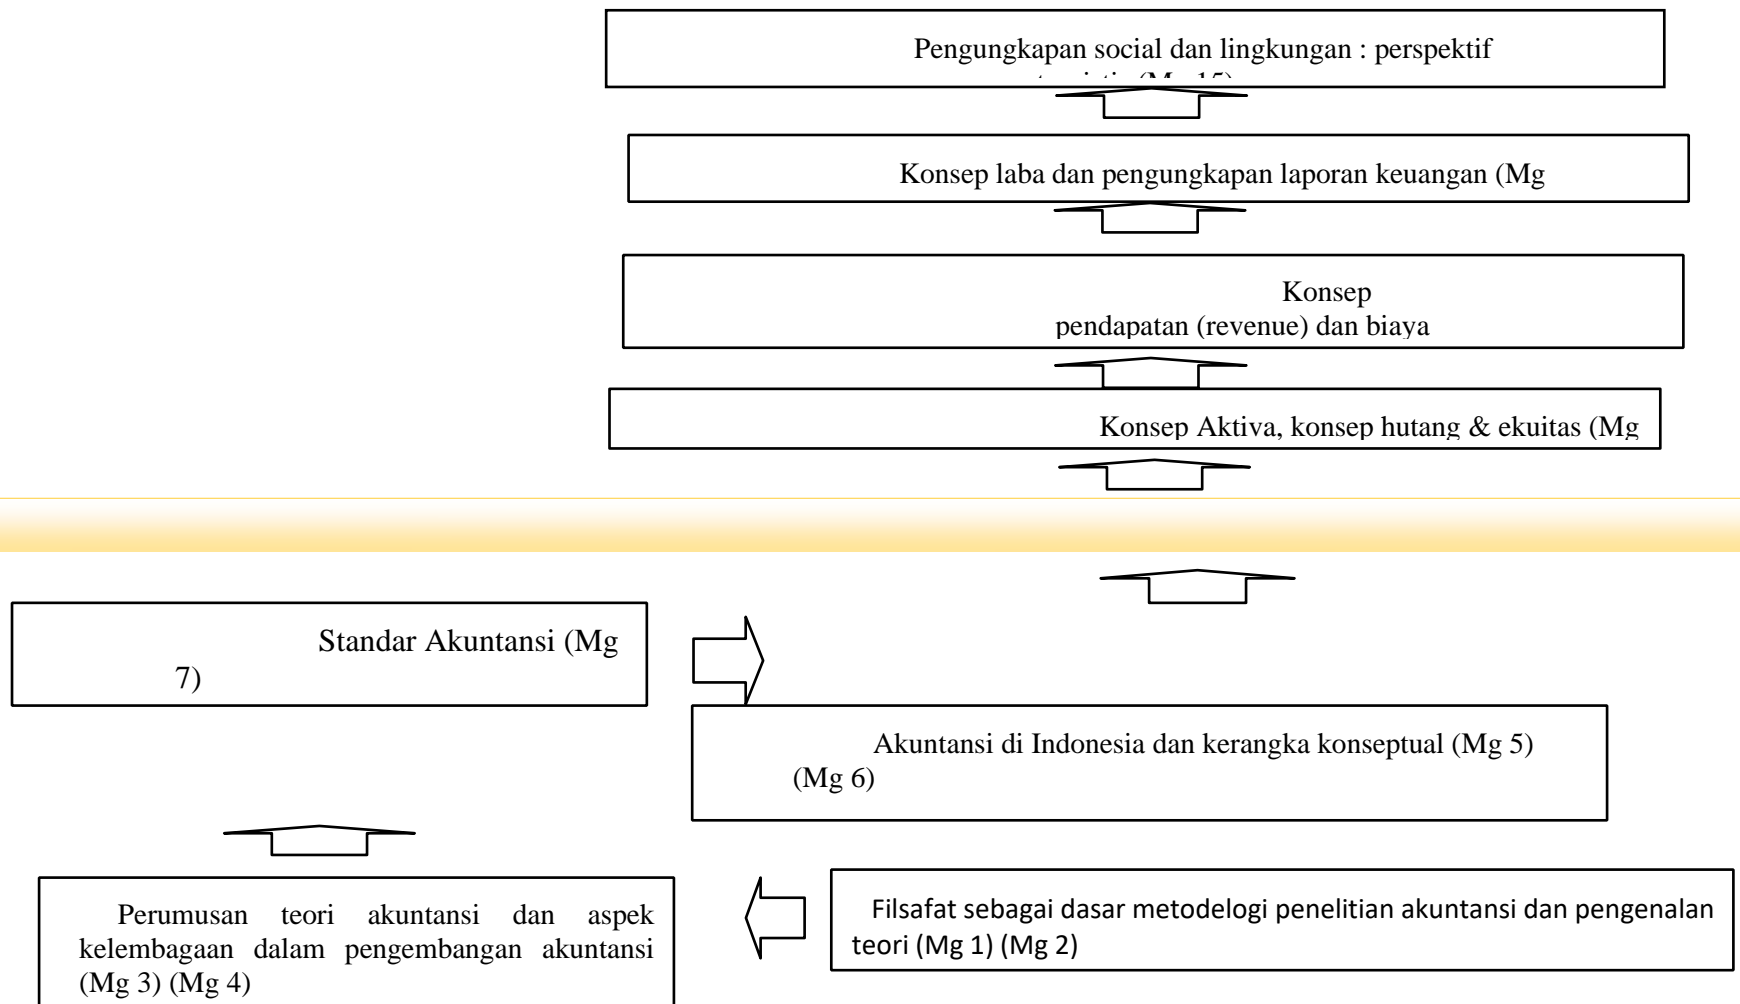 Pengungkapan social dan lingkungan : perspektif
(Mg 15)
Konsep laba dan pengungkapan laporan keuangan (Mg
Konsep
pendapatan (revenue) dan biaya
Konsep Aktiva, konsep hutang & ekuitas (Mg
Standar Akuntansi (Mg
7)
Akuntansi di Indonesia dan kerangka konseptual (Mg 5)
(Mg 6)
Perumusan teori akuntansi dan aspek
kelembagaan dalam pengembangan akuntansi
(Mg 3) (Mg 4)
Filsafat sebagai dasar metodelogi penelitian akuntansi dan pengenalan
teori (Mg 1) (Mg 2)